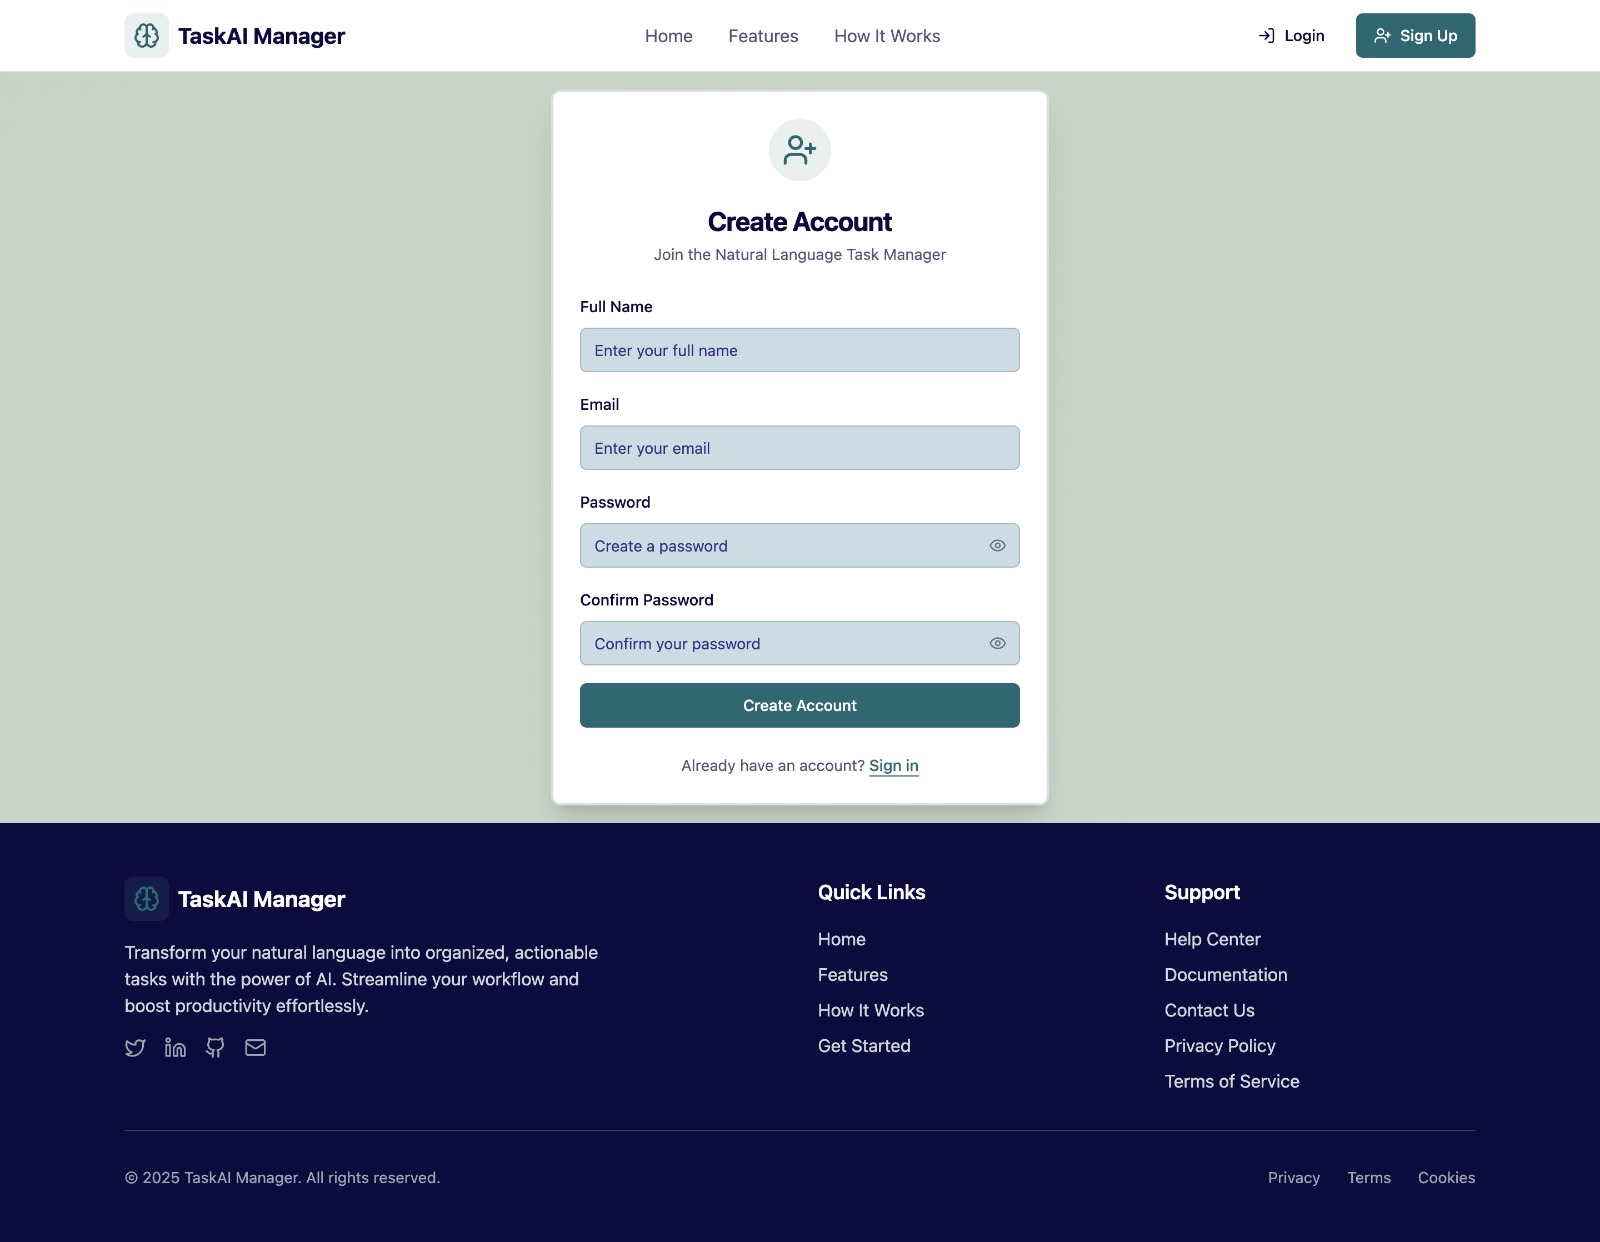 TaskAI Manager
Home
Features
How It Works
Login
Sign Up
Create Account
Join the Natural Language Task Manager
Full Name
Enter your full name
Email
Enter your email
Password
Create a password
Confirm Password
Confirm your password
Create Account
Already have an account? Sign in
TaskAI Manager
Transform your natural language into organized, actionable
tasks with the power of AI. Streamline your workflow and
boost productivity effortlessly.
Quick Links
Home
Features
How It Works
Get Started
Support
Help Center
Documentation
Contact Us
Privacy Policy
Terms of Service
© 2025 TaskAI Manager. All rights reserved.
Privacy
Terms
Cookies